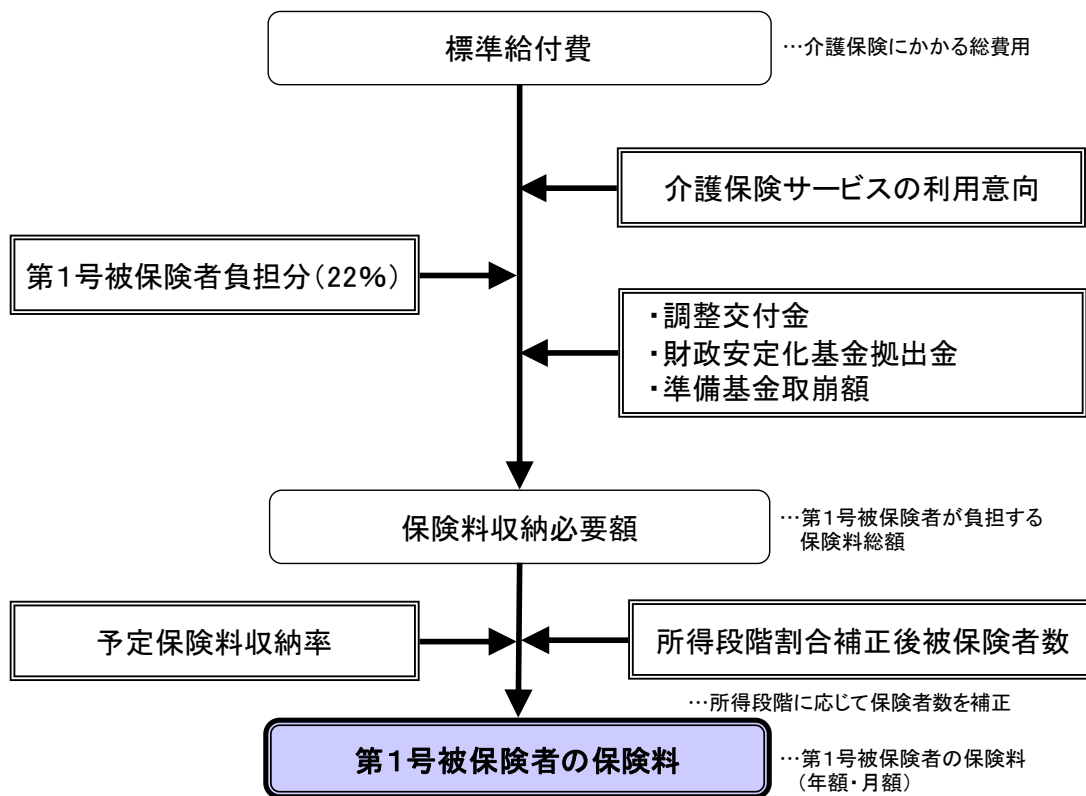 標準給付費
…介護保険にかかる総費用
介護保険サービスの利用意向
第1号被保険者負担分(22%)
・調整交付金
・財政安定化基金拠出金
・準備基金取崩額
保険料収納必要額
…第1号被保険者が負担する
保険料総額
予定保険料収納率
所得段階割合補正後被保険者数
…所得段階に応じて保険者数を補正
第1号被保険者の保険料
…第1号被保険者の保険料
(年額・月額)